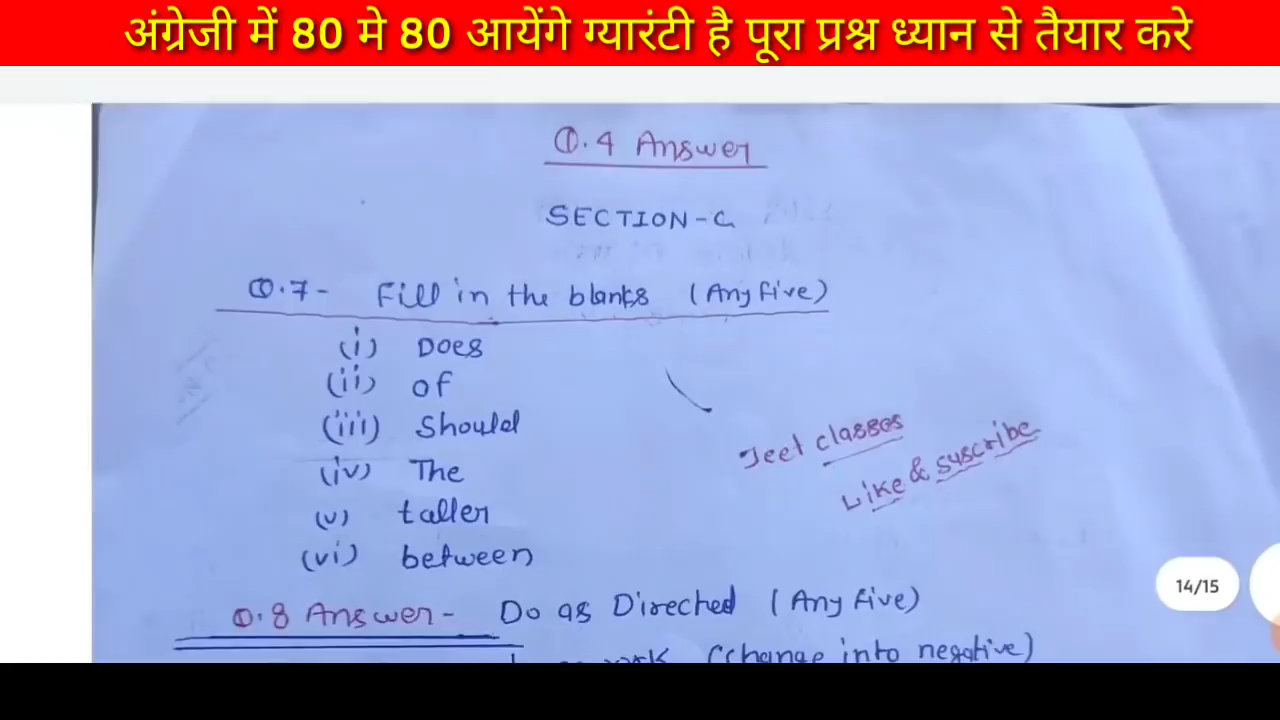 अंग्रेजी में 80 मे 80 आयेंगे ग्यारंटी है पूरा प्रश्न ध्यान से तैयार करे
Q.4 Answer
SECTION-C
Q.7- Fill in the blanks (Any five)
(i) Does
(ii) of
(iii) Should
(iv) The
(v) taller
(vi) between
Jeet classes
Like & suscribe
14/15
Q.8 Answer- Do as Directed (Any five)
work (change into negative)